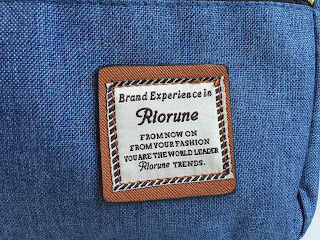 Brand Experience in
Rlorune
FROM NOW ON
FROM YOUR FASHION
YOU ARE THE WORLD LEADER
Rlorune TRENDS.